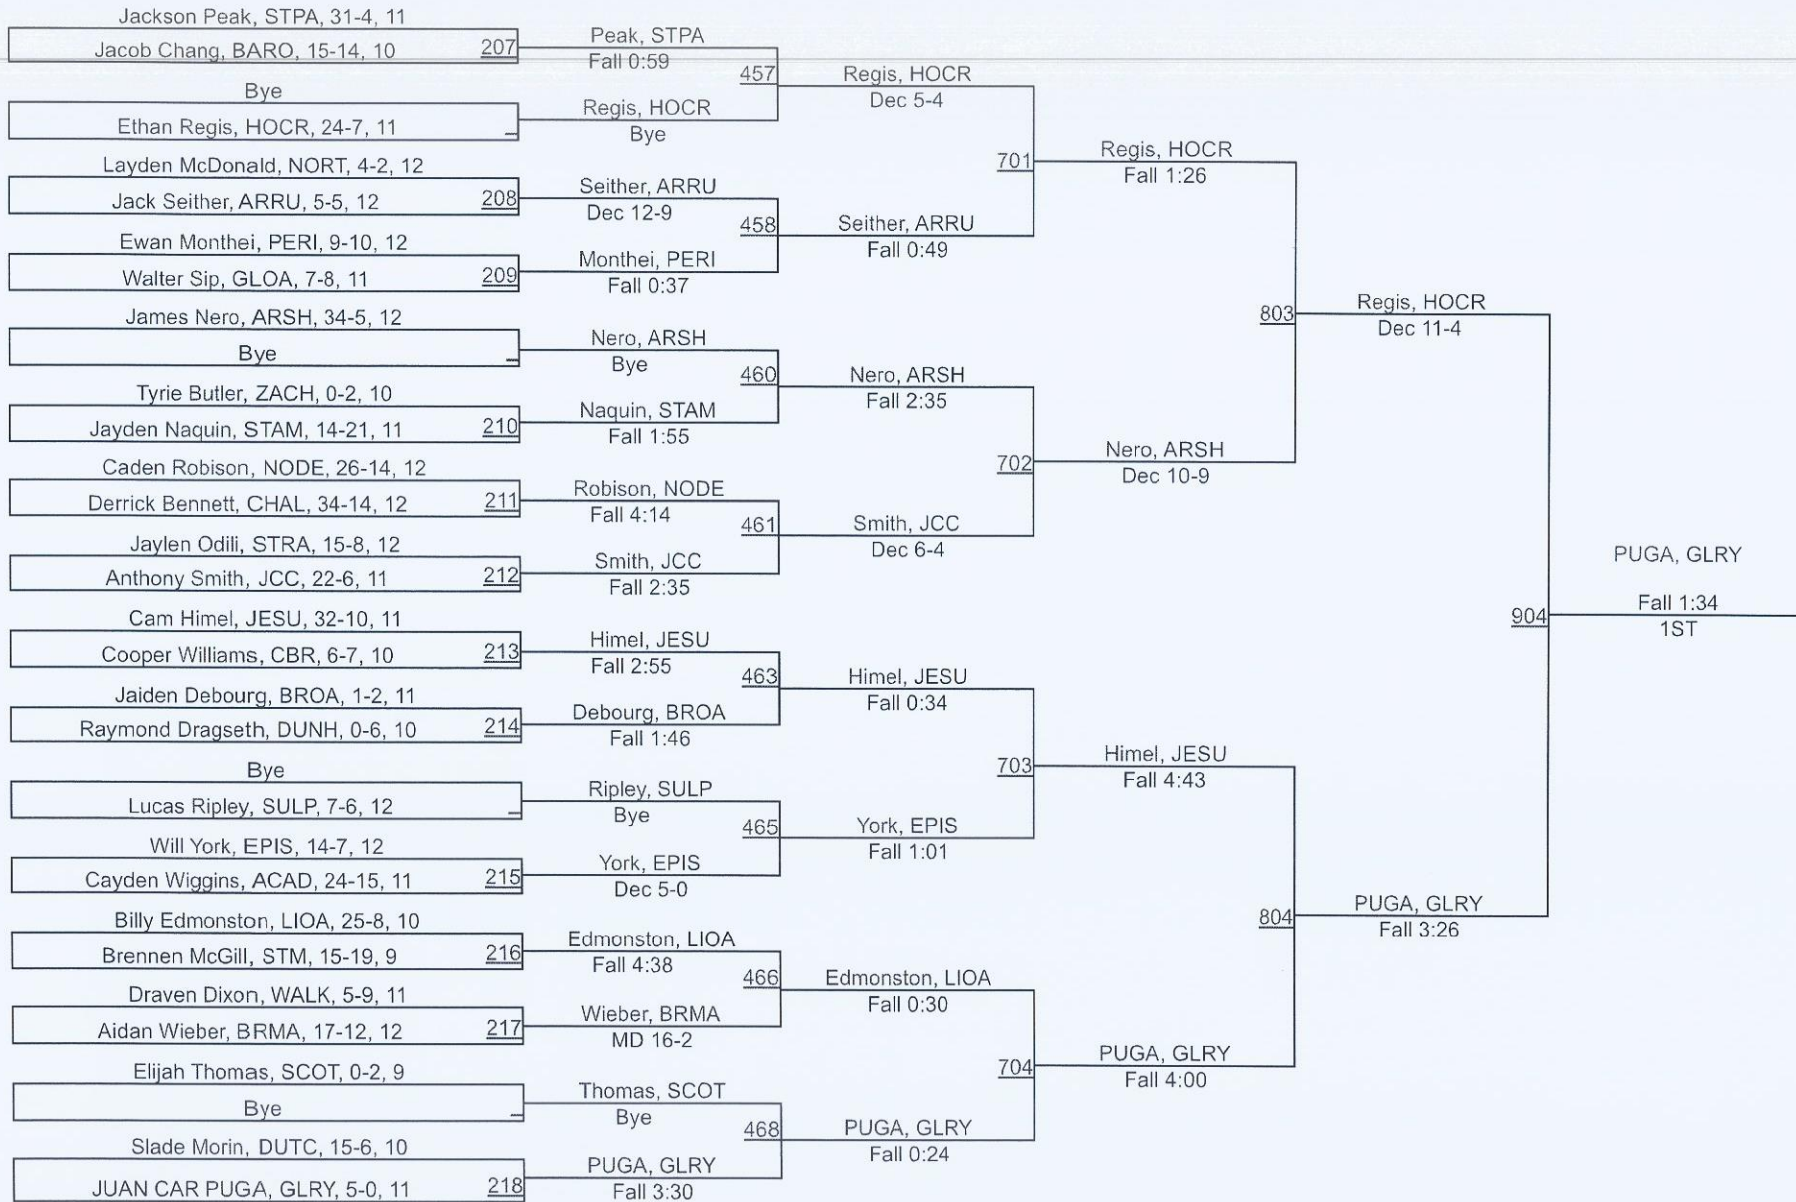 Jackson Peak, STPA, 31-4, 11
Jacob Chang, BARO, 15-14, 10
207
Bye
Ethan Regis, HOCR, 24-7, 11
Layden McDonald, NORT, 4-2, 12
Jack Seither, ARRU, 5-5, 12
208
Ewan Monthei, PERI, 9-10, 12
Walter Sip, GLOA, 7-8, 11
209
James Nero, ARSH, 34-5, 12
Bye
Tyrie Butler, ZACH, 0-2, 10
Jayden Naquin, STAM, 14-21, 11
210
Caden Robison, NODE, 26-14, 12
Derrick Bennett, CHAL, 34-14, 12
211
Jaylen Odili, STRA, 15-8, 12
Anthony Smith, JCC, 22-6, 11
212
Cam Himel, JESU, 32-10, 11
Cooper Williams, CBR, 6-7, 10
213
Jaiden Debourg, BROA, 1-2, 11
Raymond Dragseth, DUNH, 0-6, 10
214
Bye
Lucas Ripley, SULP, 7-6, 12
Will York, EPIS, 14-7, 12
Cayden Wiggins, ACAD, 24-15, 11
215
Billy Edmonston, LIOA, 25-8, 10
Brennen McGill, STM, 15-19, 9
216
Draven Dixon, WALK, 5-9, 11
Aidan Wieber, BRMA, 17-12, 12
217
Elijah Thomas, SCOT, 0-2, 9
Bye
Slade Morin, DUTC, 15-6, 10
JUAN CAR PUGA, GLRY, 5-0, 11
218
Peak, STPA
Fall 0:59
457
Regis, HOCR
Bye
Seither, ARRU
Dec 12-9
458
Monthei, PERI
Fall 0:37
Nero, ARSH
Bye
460
Naquin, STAM
Fall 1:55
Robison, NODE
Fall 4:14
461
Smith, JCC
Fall 2:35
Himel, JESU
Fall 2:55
463
Debourg, BROA
Fall 1:46
Ripley, SULP
Bye
465
York, EPIS
Dec 5-0
Edmonston, LIOA
Fall 4:38
466
Wieber, BRMA
MD 16-2
Thomas, SCOT
Bye
468
PUGA, GLRY
Fall 3:30
Regis, HOCR
Dec 5-4
701
Seither, ARRU
Fall 0:49
Nero, ARSH
Fall 2:35
702
Smith, JCC
Dec 6-4
Himel, JESU
Fall 0:34
703
York, EPIS
Fall 1:01
Edmonston, LIOA
Fall 0:30
704
PUGA, GLRY
Fall 0:24
Regis, HOCR
Fall 1:26
803
Nero, ARSH
Dec 10-9
Himel, JESU
Fall 4:43
804
PUGA, GLRY
Fall 4:00
Regis, HOCR
Dec 11-4
904
PUGA, GLRY
Fall 3:26
PUGA, GLRY
Fall 1:34
1ST